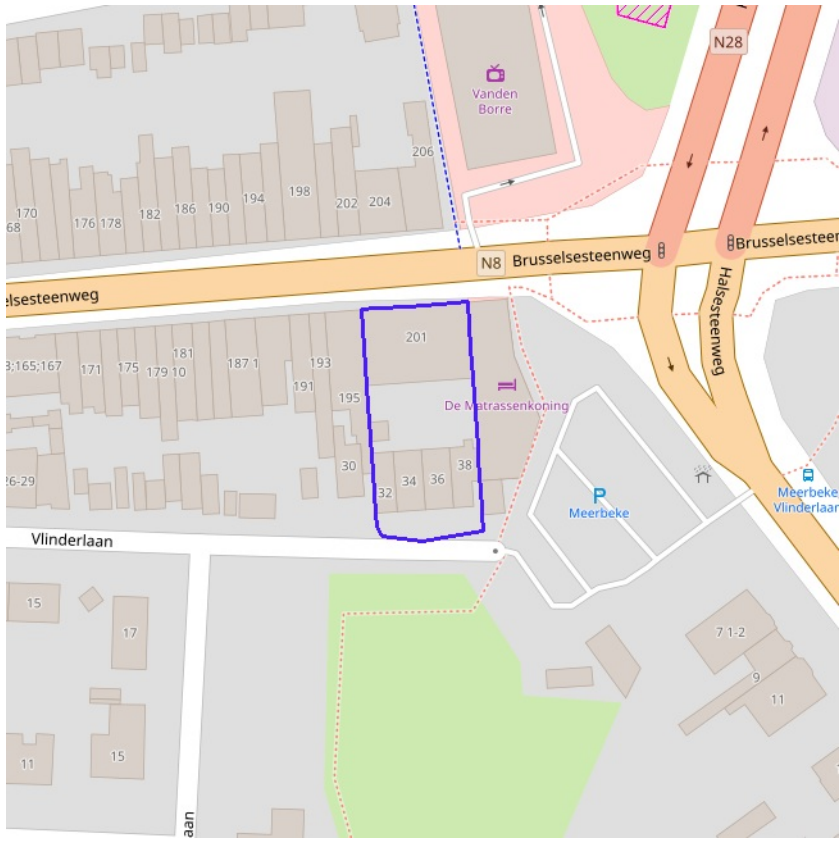 N28
Vanden
Borre
206
170
68
176
178
182
186
190
194
198
202
204
N8
Brusselsesteenweg
Brusselsesteen
elsesteenweg
Halsesteenweg
201
3;165;167
171
175
179
10
181
187 1
191
193
195
De Matrassenkoning
26-29
30
32
34
36
38
P
Meerbeke
Meerbeke
Vlinderlaan
Vlinderlaan
15
17
7 1-2
9
11
11
15
aan